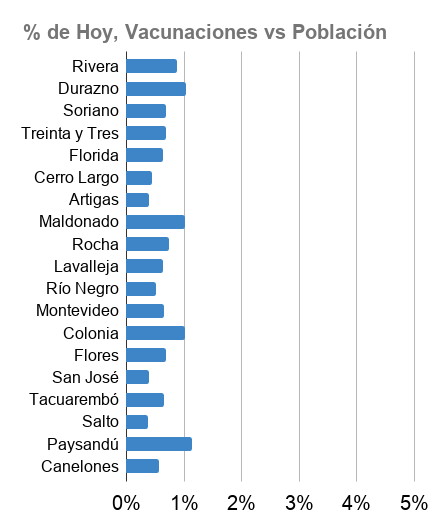 % de Hoy, Vacunaciones vs Población
Rivera
Durazno
Soriano
Treinta y Tres
Florida
Cerro Largo
Artigas
Maldonado
Rocha
Lavalleja
Río Negro
Montevideo
Colonia
Flores
San José
Tacuarembó
Salto
Paysandú
Canelones
0% 1% 2% 3% 4% 5%